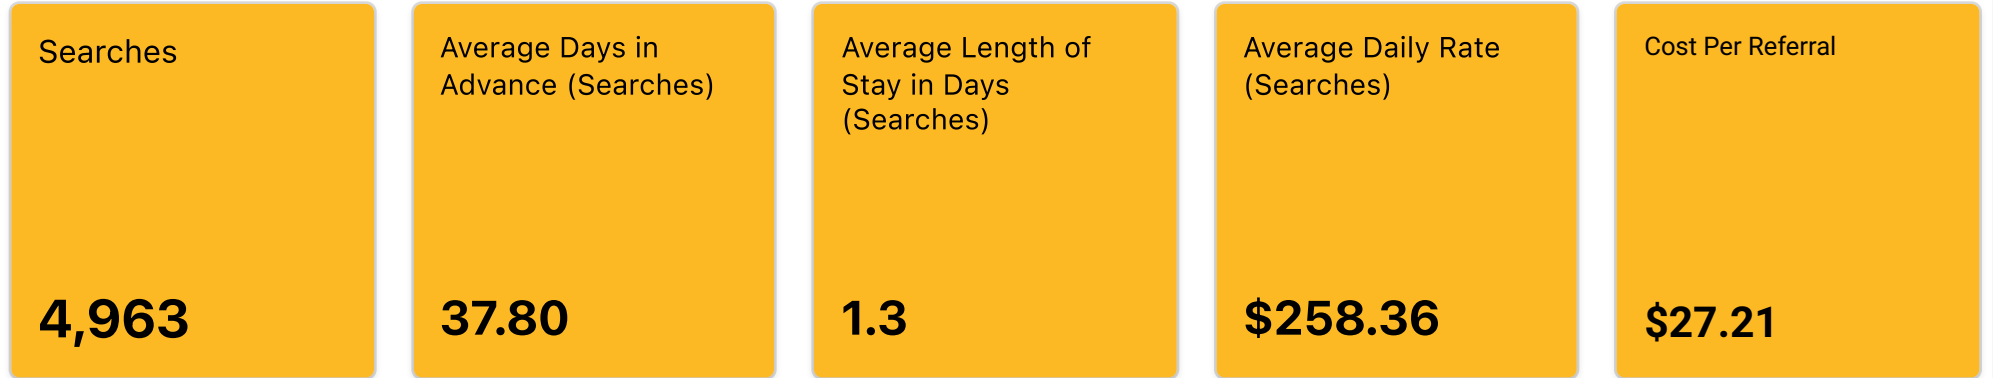 Searches
4,963
Average Days in
Advance (Searches)
37.80
Average Length of
Stay in Days
(Searches)
1.3
Average Daily Rate
(Searches)
$258.36
Cost Per Referral
$27.21